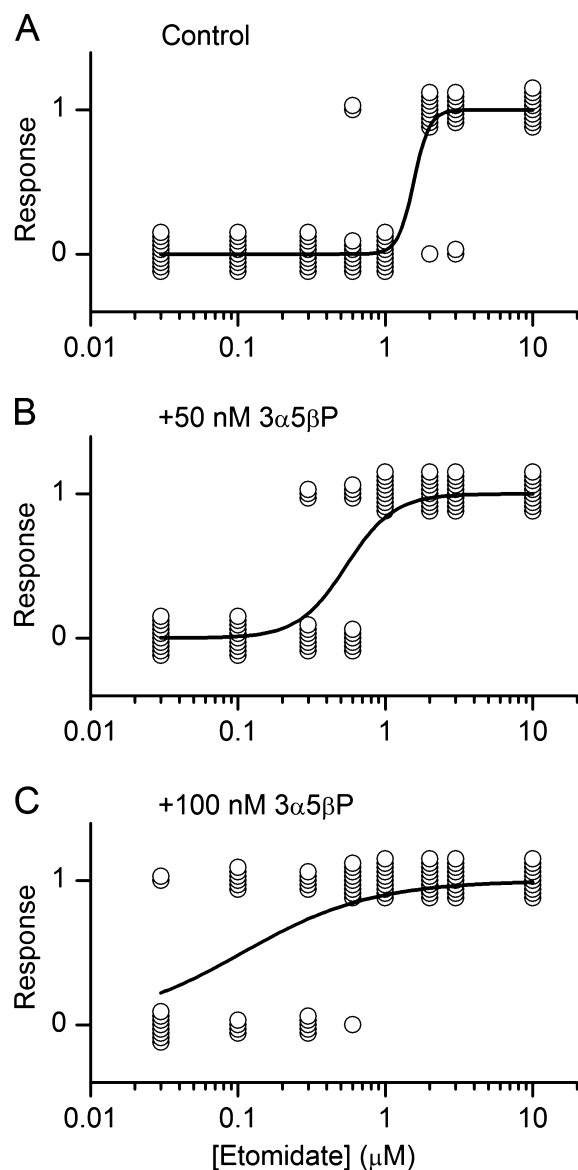 A
Control
Response
1
0
0.01 0.1 1 10
B
+50 nM 3α5βP
Response
1
0
0.01 0.1 1 10
C
+100 nM 3α5βP
Response
1
0
0.01 0.1 1 10
[Etomidate] (μM)